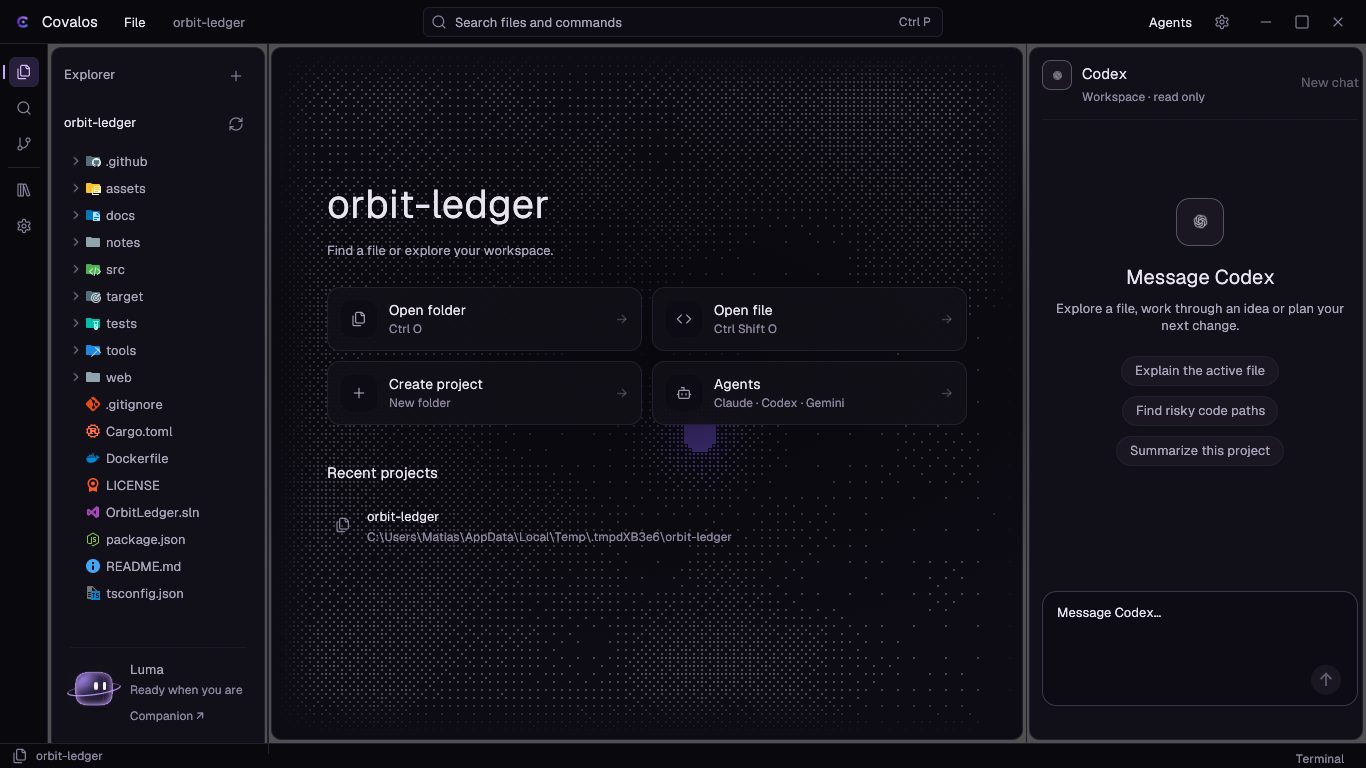 Covalos
File
orbit-ledger
Search files and commands
Ctrl P
Agents
Explorer
orbit-ledger
.github
assets
docs
notes
src
target
tests
tools
web
.gitignore
Cargo.toml
Dockerfile
LICENSE
OrbitLedger.sln
package.json
README.md
tsconfig.json
Luma
Ready when you are
Companion ↗
orbit-ledger
Find a file or explore your workspace.
Open folder
Ctrl O
Open file
Ctrl Shift O
Create project
New folder
Agents
Claude · Codex · Gemini
Recent projects
orbit-ledger
C:\Users\Matias\AppData\Local\Temp\.tmpdXB3e6\orbit-ledger
Codex
Workspace · read only
New chat
Message Codex
Explore a file, work through an idea or plan your
next change.
Explain the active file
Find risky code paths
Summarize this project
Message Codex…
orbit-ledger
Terminal